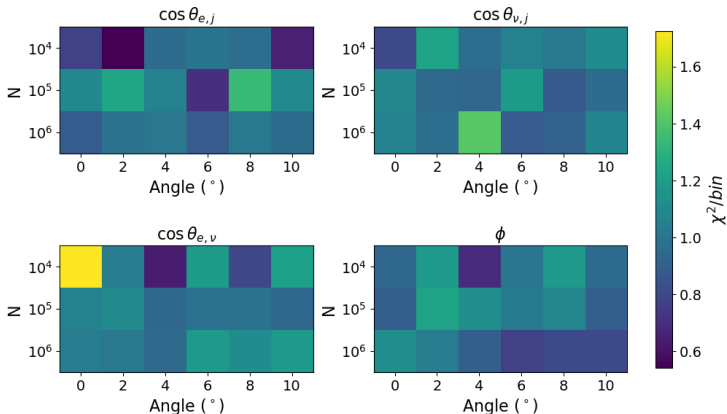 cos θe,j
N
10⁴
10⁵
10⁶
0 2 4 6 8 10
Angle (°)
cos θν,j
N
10⁴
10⁵
10⁶
0 2 4 6 8 10
Angle (°)
cos θe,ν
N
10⁴
10⁵
10⁶
0 2 4 6 8 10
Angle (°)
ϕ
N
10⁴
10⁵
10⁶
0 2 4 6 8 10
Angle (°)
1.6
1.4
1.2
1.0
0.8
0.6
χ²/bin